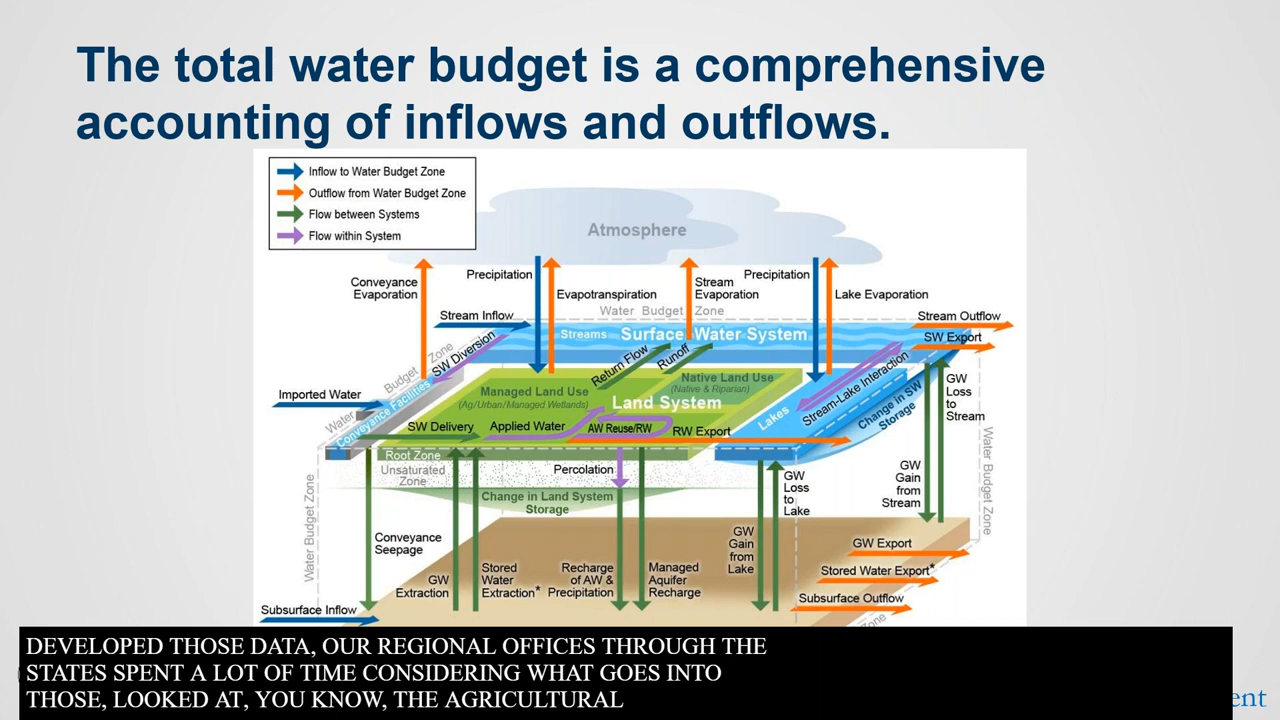 The total water budget is a comprehensive
accounting of inflows and outflows.
Inflow to Water Budget Zone
Outflow from Water Budget Zone
Flow between Systems
Flow within System
Atmosphere
Conveyance
Evaporation
Precipitation
Evapotranspiration
Stream
Evaporation
Precipitation
Lake Evaporation
Water Budget Zone
Stream Inflow
Stream Outflow
Streams
Surface Water System
SW Export
Water Budget Zone
SW Diversion
Return Flow
Runoff
Stream-Lake Interaction
Imported Water
Conveyance Facilities
Managed Land Use
(Ag/Urban/Managed Wetlands)
Native Land Use
(Native & Riparian)
Land System
Lakes
Change in SW
Storage
GW
Loss
to
Stream
SW Delivery
Applied Water
AW Reuse/RW
RW Export
Root Zone
Unsaturated
Zone
Percolation
Change in Land System
Storage
GW
Loss
to
Lake
GW
Gain
from
Stream
Water Budget Zone
Water Budget Zone
Conveyance
Seepage
GW
Extraction
Stored
Water
Extraction*
Recharge
of AW &
Precipitation
Managed
Aquifer
Recharge
GW
Gain
from
Lake
GW Export
Stored Water Export*
Subsurface Outflow
Subsurface Inflow
Zone
DEVELOPED THOSE DATA, OUR REGIONAL OFFICES THROUGH THE
STATES SPENT A LOT OF TIME CONSIDERING WHAT GOES INTO
THOSE, LOOKED AT, YOU KNOW, THE AGRICULTURAL
ent